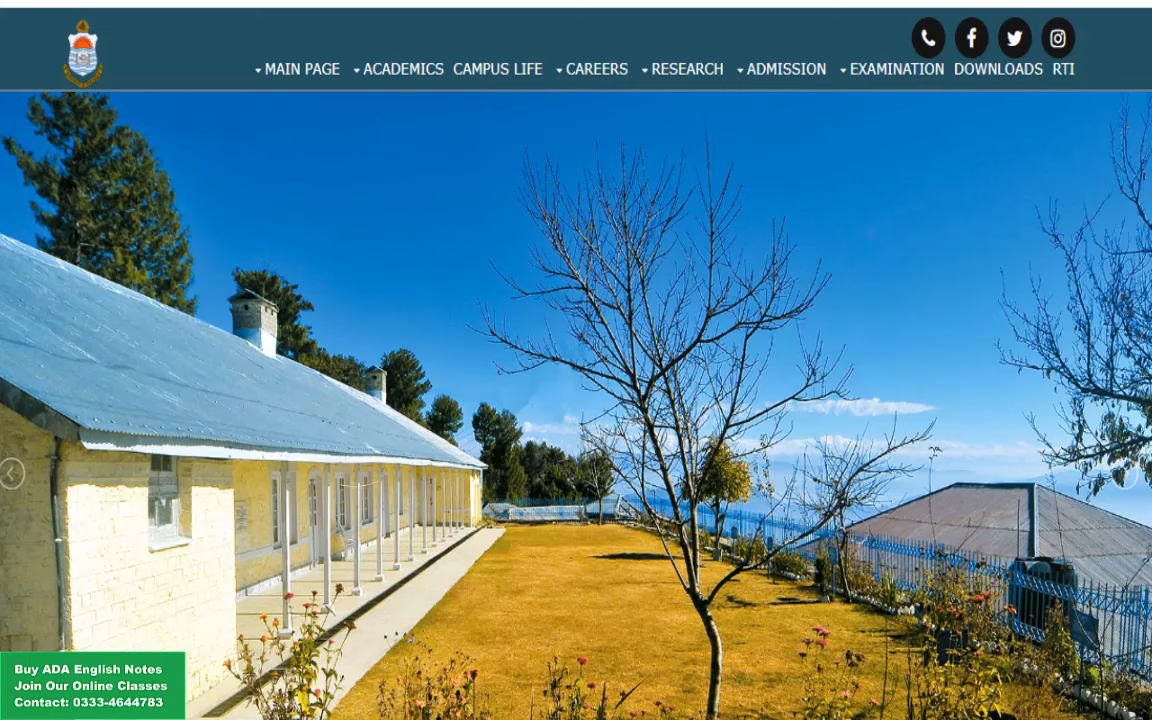 MAIN PAGE ACADEMICS CAMPUS LIFE CAREERS RESEARCH ADMISSION EXAMINATION DOWNLOADS RTI
Buy ADA English Notes
Join Our Online Classes
Contact: 0333-4644783